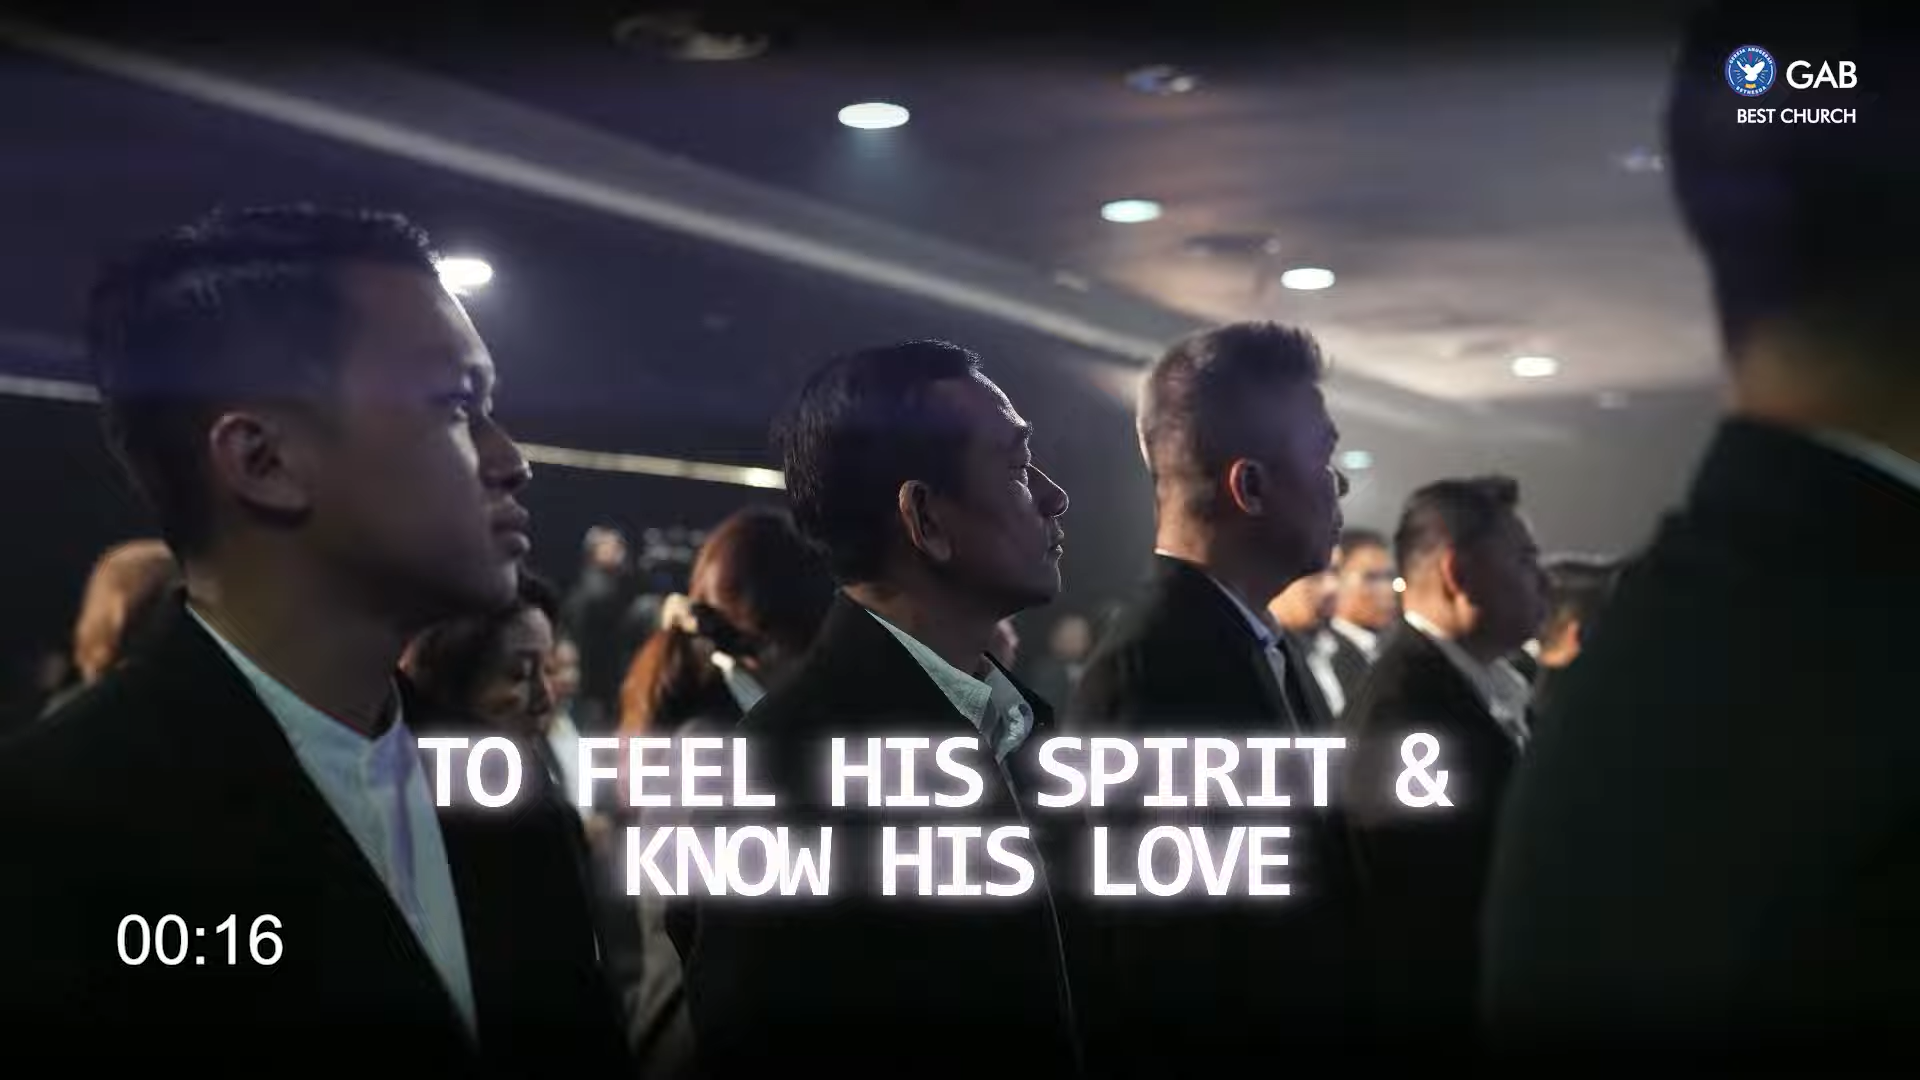 GAB
BEST CHURCH
TO FEEL HIS SPIRIT &
KNOW HIS LOVE
00:16